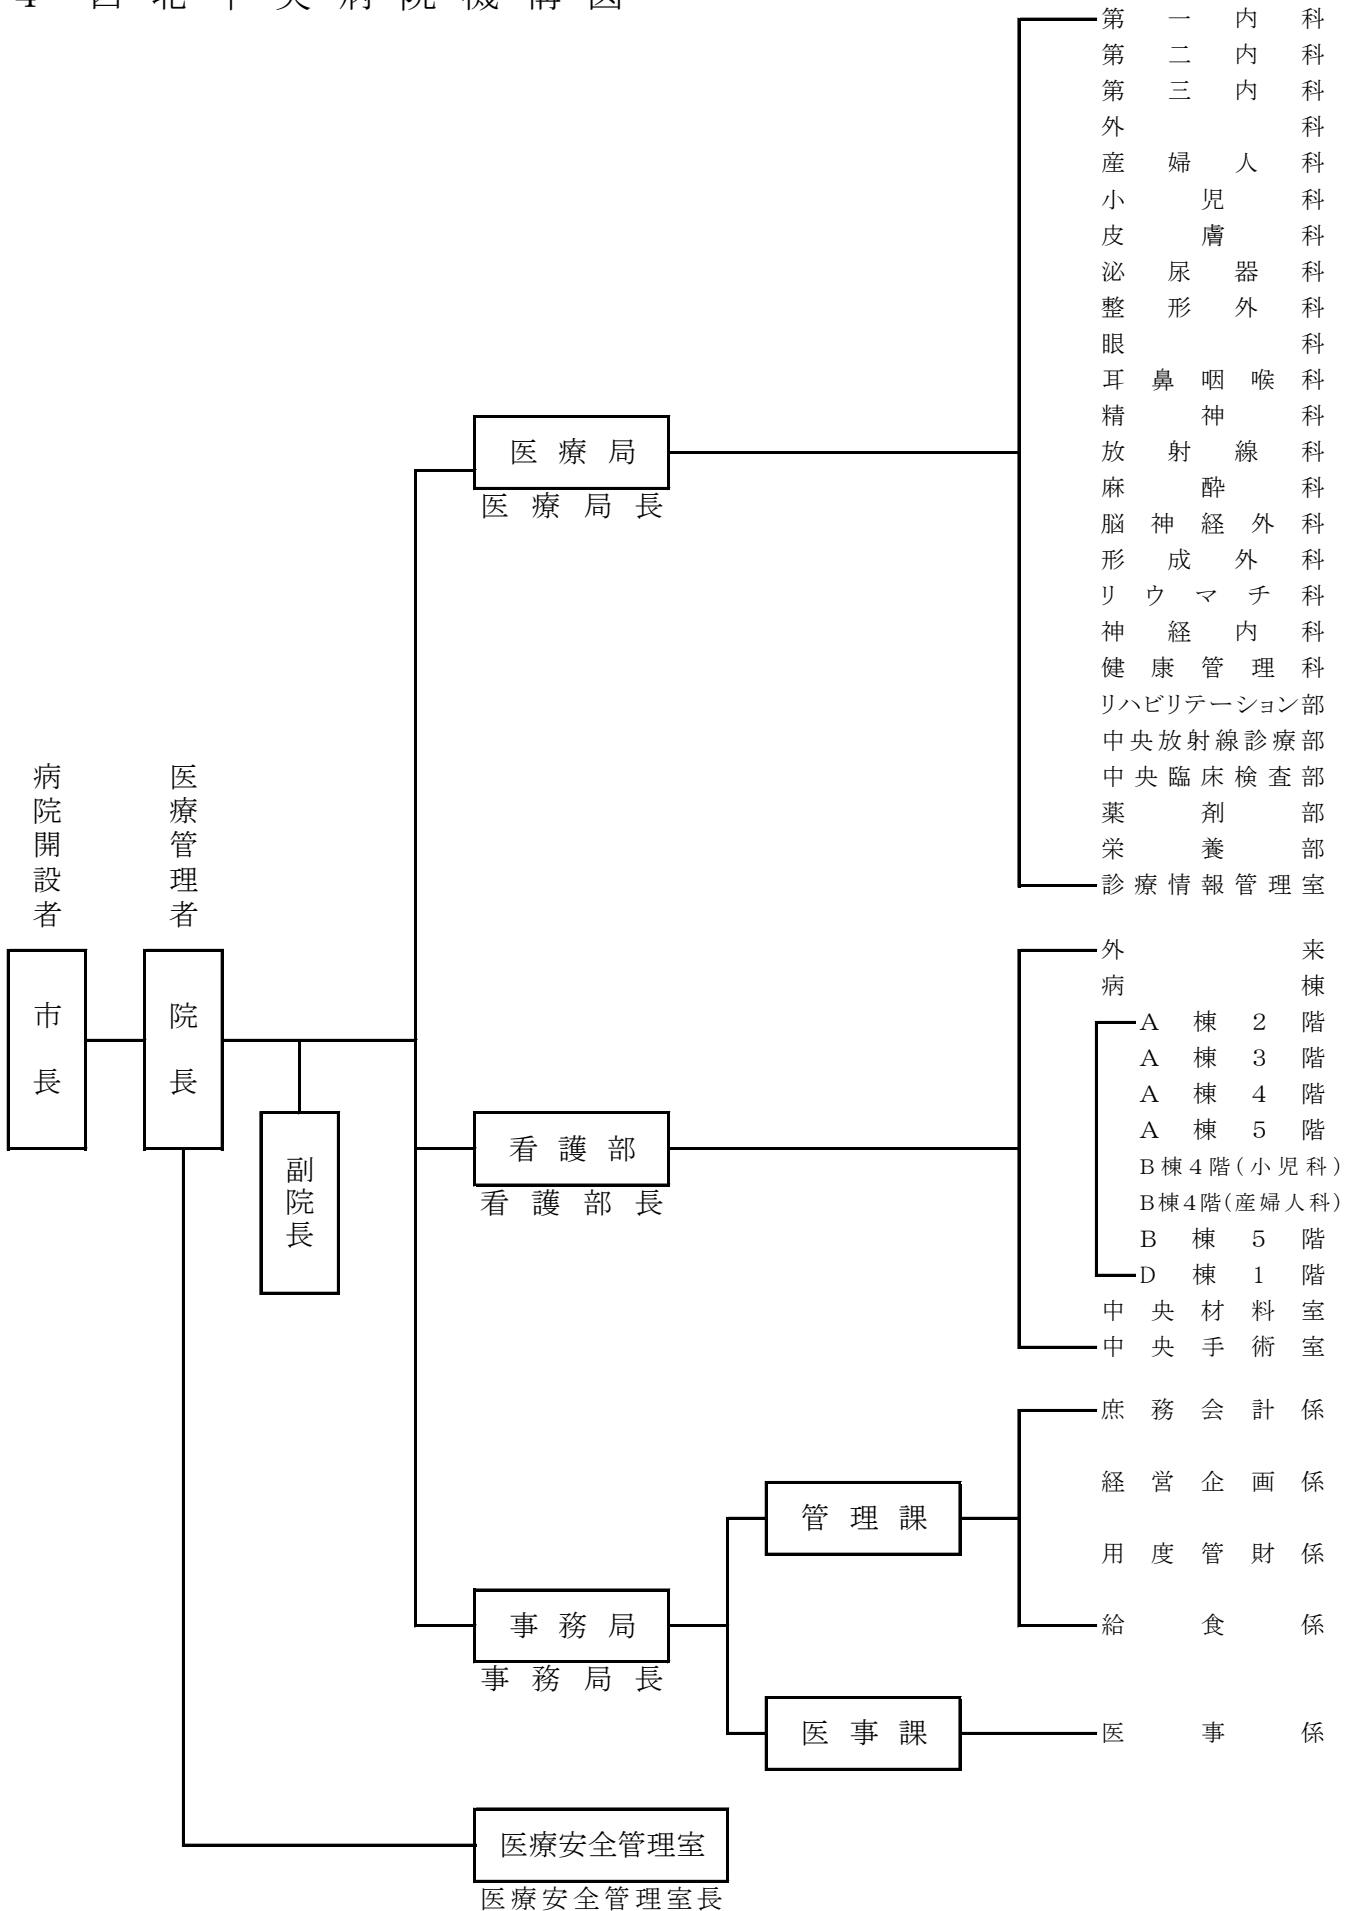 4 西北中央病院機構図
第一内科
第二内科
第三内科
外科
産婦人科
小児科
皮膚科
泌尿器科
整形外科
眼科
耳鼻咽喉科
精神科
放射線科
麻酔科
脳神経外科
形成外科
リウマチ科
神経内科
健康管理科
リハビリテーション部
中央放射線診療部
中央臨床検査部
薬剤部
栄養部
診療情報管理室
医療局
医療局長
病院開設者
医療管理者
市長
院長
副院長
看護部
看護部長
外来
病棟
A棟2階
A棟3階
A棟4階
A棟5階
B棟4階(小児科)
B棟4階(産婦人科)
B棟5階
D棟1階
中央材料室
中央手術室
事務局
事務局長
管理課
庶務会計係
経営企画係
用度管財係
給食係
医事課
医事係
医療安全管理室
医療安全管理室長